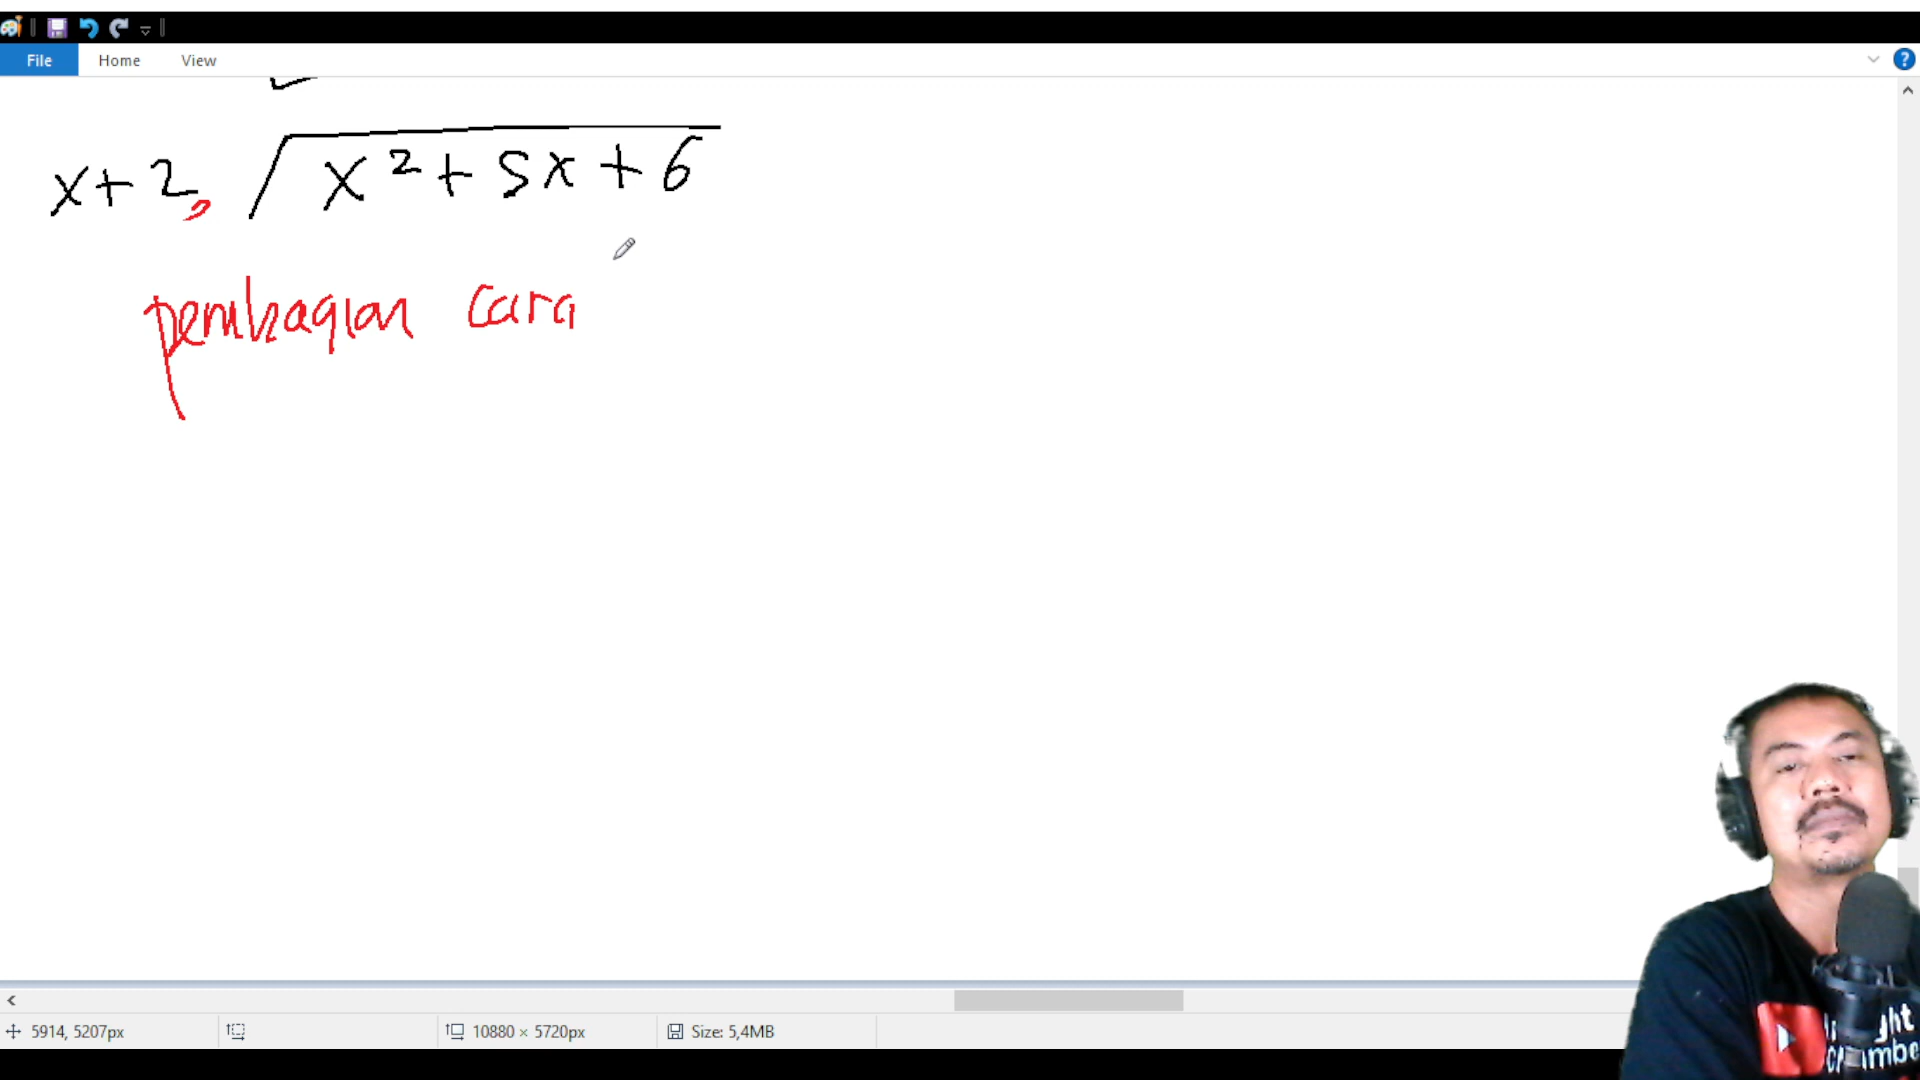 File Home View
x+2, x²+5x+6
pembagian cara
5914, 5207px 10880 × 5720px Size: 5,4MB